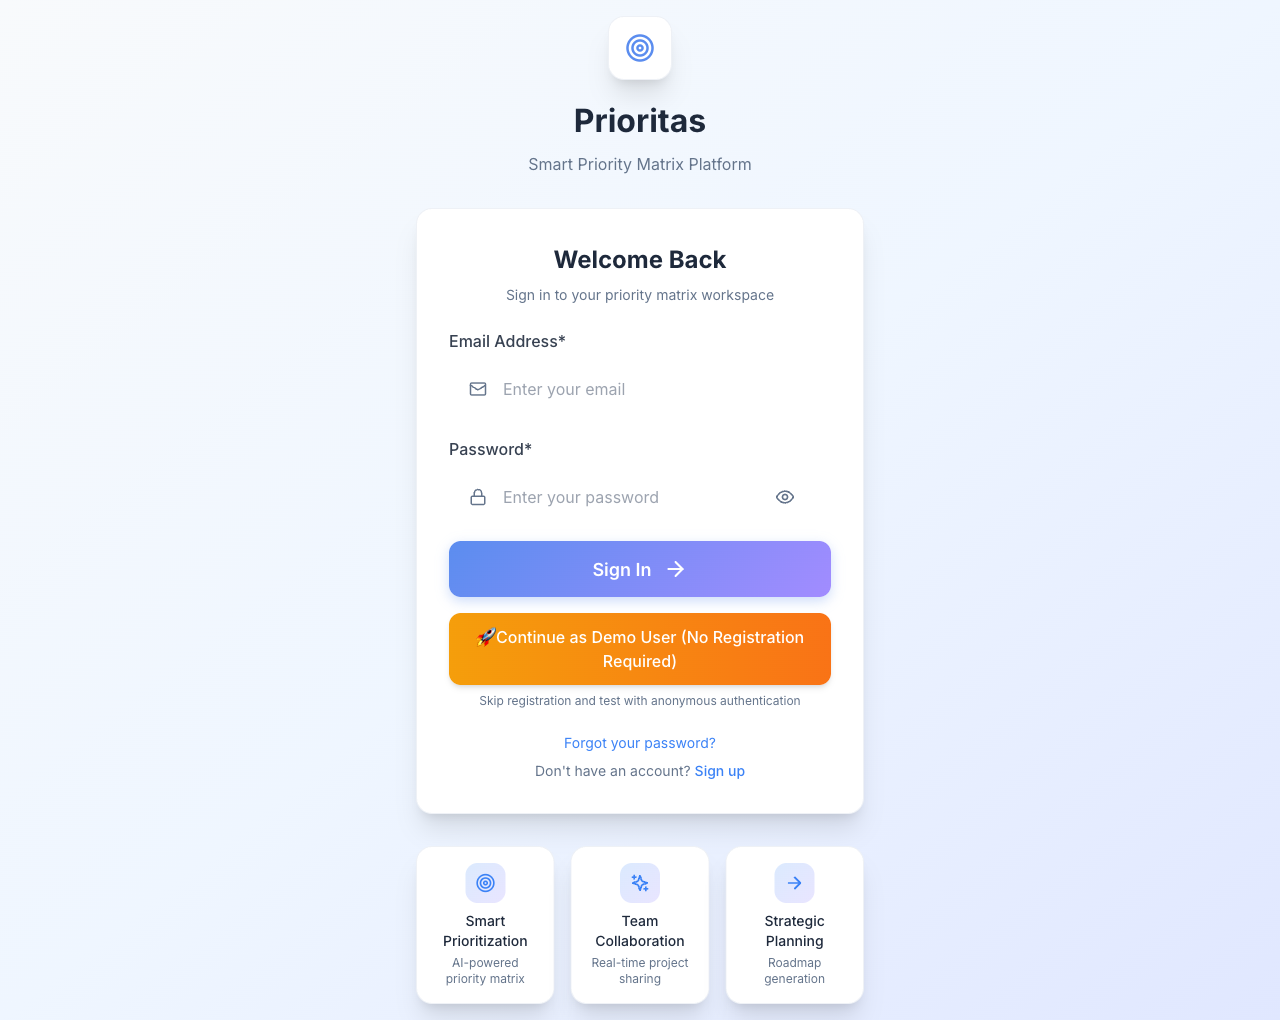 Prioritas
Smart Priority Matrix Platform
Welcome Back
Sign in to your priority matrix workspace
Email Address*
Enter your email
Password*
Enter your password
Sign In
🚀Continue as Demo User (No Registration
Required)
Skip registration and test with anonymous authentication
Forgot your password?
Don't have an account? Sign up
Smart
Prioritization
AI-powered
priority matrix
Team
Collaboration
Real-time project
sharing
Strategic
Planning
Roadmap
generation